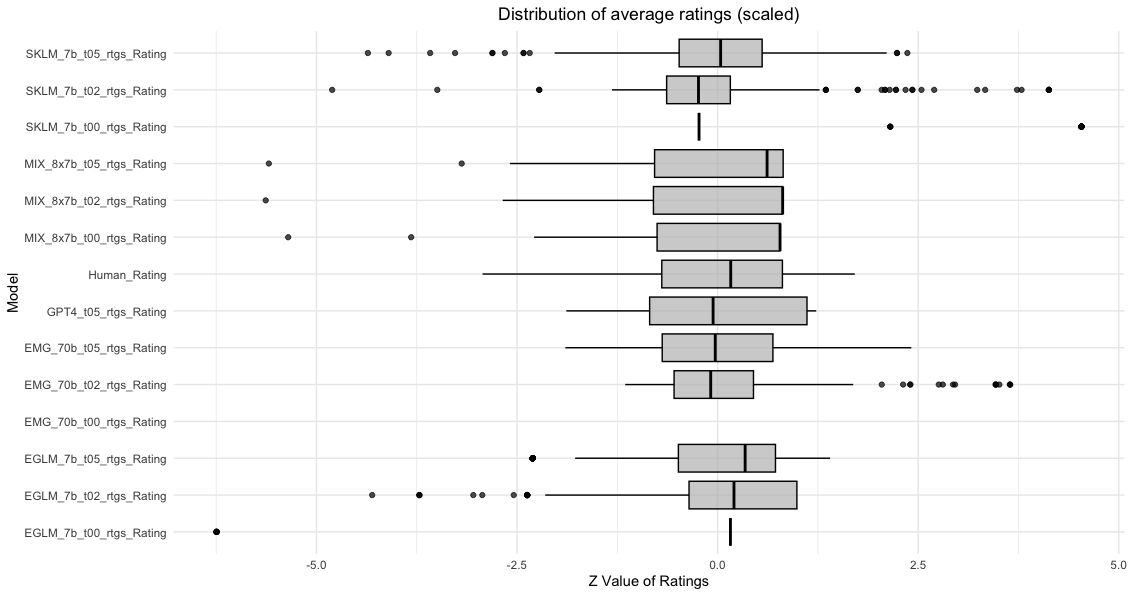 Distribution of average ratings (scaled)
SKLM_7b_t05_rtgs_Rating
SKLM_7b_t02_rtgs_Rating
SKLM_7b_t00_rtgs_Rating
MIX_8x7b_t05_rtgs_Rating
MIX_8x7b_t02_rtgs_Rating
MIX_8x7b_t00_rtgs_Rating
Human_Rating
GPT4_t05_rtgs_Rating
EMG_70b_t05_rtgs_Rating
EMG_70b_t02_rtgs_Rating
EMG_70b_t00_rtgs_Rating
EGLM_7b_t05_rtgs_Rating
EGLM_7b_t02_rtgs_Rating
EGLM_7b_t00_rtgs_Rating
Model
-5.0 -2.5 0.0 2.5 5.0
Z Value of Ratings